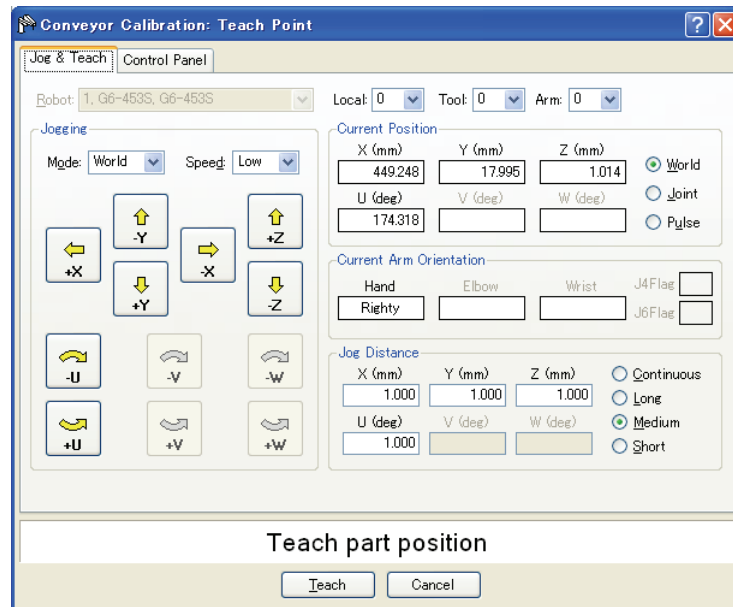 Conveyor Calibration: Teach Point
Jog & Teach Control Panel
Robot: 1, G6-453S, G6-453S Local: 0 Tool: 0 Arm: 0
Jogging
Mode: World Speed: Low
-Y +Z
+X -X
+Y -Z
-U -V -W
+U +V +W
Current Position
X (mm) Y (mm) Z (mm)
449.248 17.995 1.014
U (deg) V (deg) W (deg)
174.318
World
Joint
Pulse
Current Arm Orientation
Hand Elbow Wrist J4Flag
Righty J6Flag
Jog Distance
X (mm) Y (mm) Z (mm)
1.000 1.000 1.000
U (deg) V (deg) W (deg)
1.000
Continuous
Long
Medium
Short
Teach part position
Teach Cancel